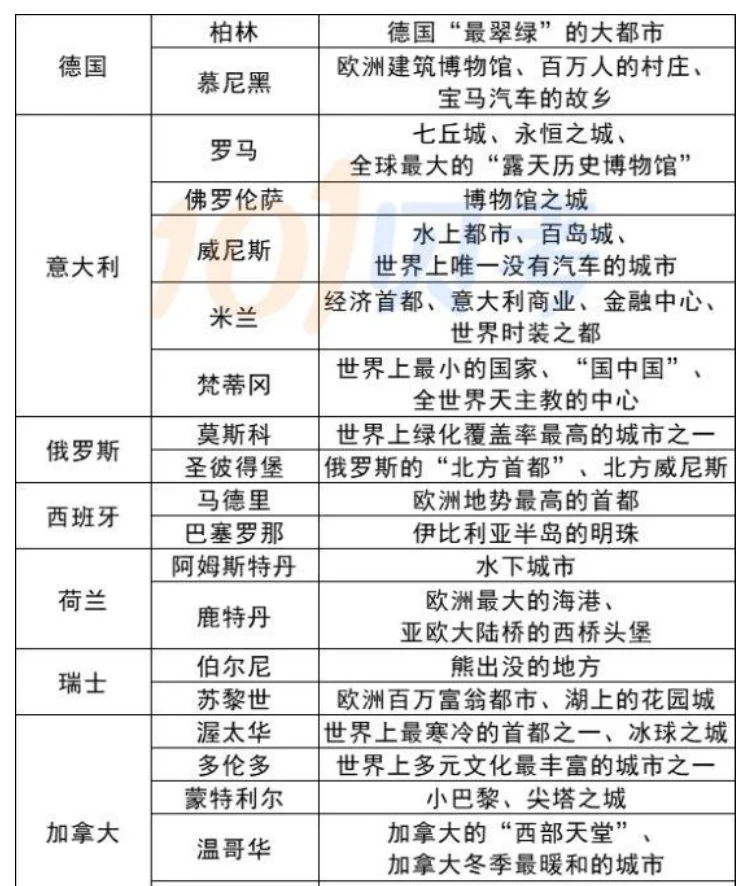 德国
柏林
德国“最翠绿”的大都市
慕尼黑
欧洲建筑博物馆、百万人的村庄、
宝马汽车的故乡
意大利
罗马
七丘城、永恒之城、
全球最大的“露天历史博物馆”
佛罗伦萨
博物馆之城
威尼斯
水上都市、百岛城、
世界上唯一没有汽车的城市
米兰
经济首都、意大利商业、金融中心、
世界时装之都
梵蒂冈
世界上最小的国家、“国中国”、
全世界天主教的中心
俄罗斯
莫斯科
世界上绿化覆盖率最高的城市之一
圣彼得堡
俄罗斯的“北方首都”、北方威尼斯
西班牙
马德里
欧洲地势最高的首都
巴塞罗那
伊比利亚半岛的明珠
荷兰
阿姆斯特丹
水下城市
鹿特丹
欧洲最大的海港、
亚欧大陆桥的西桥头堡
瑞士
伯尔尼
熊出没的地方
苏黎世
欧洲百万富翁都市、湖上的花园城
加拿大
渥太华
世界上最寒冷的首都之一、冰球之城
多伦多
世界上多元文化最丰富的城市之一
蒙特利尔
小巴黎、尖塔之城
温哥华
加拿大的“西部天堂”、
加拿大冬季最暖和的城市
101